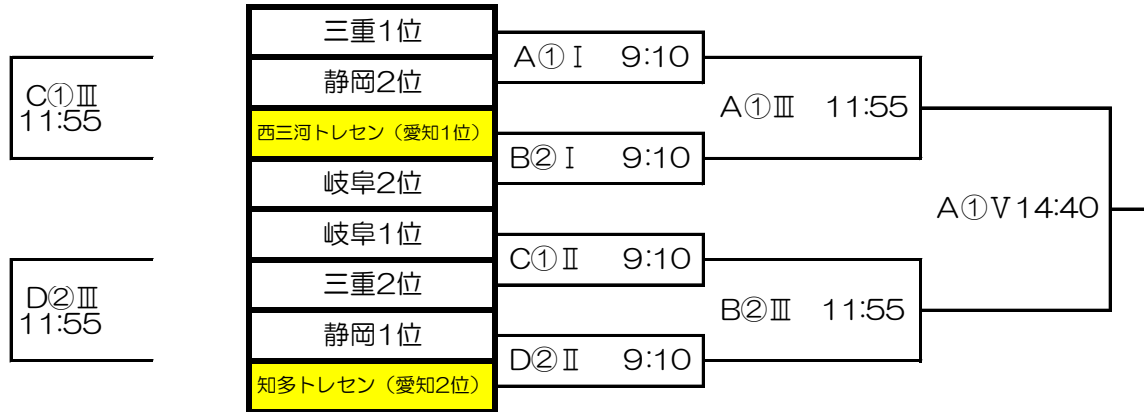 三重1位
静岡2位
西三河トレセン（愛知1位）
岐阜2位
岐阜1位
三重2位
静岡1位
知多トレセン（愛知2位）
C①Ⅲ
11:55
D②Ⅲ
11:55
A①Ⅰ 9:10
B②Ⅰ 9:10
C①Ⅱ 9:10
D②Ⅱ 9:10
A①Ⅲ 11:55
B②Ⅲ 11:55
A①Ⅴ14:40